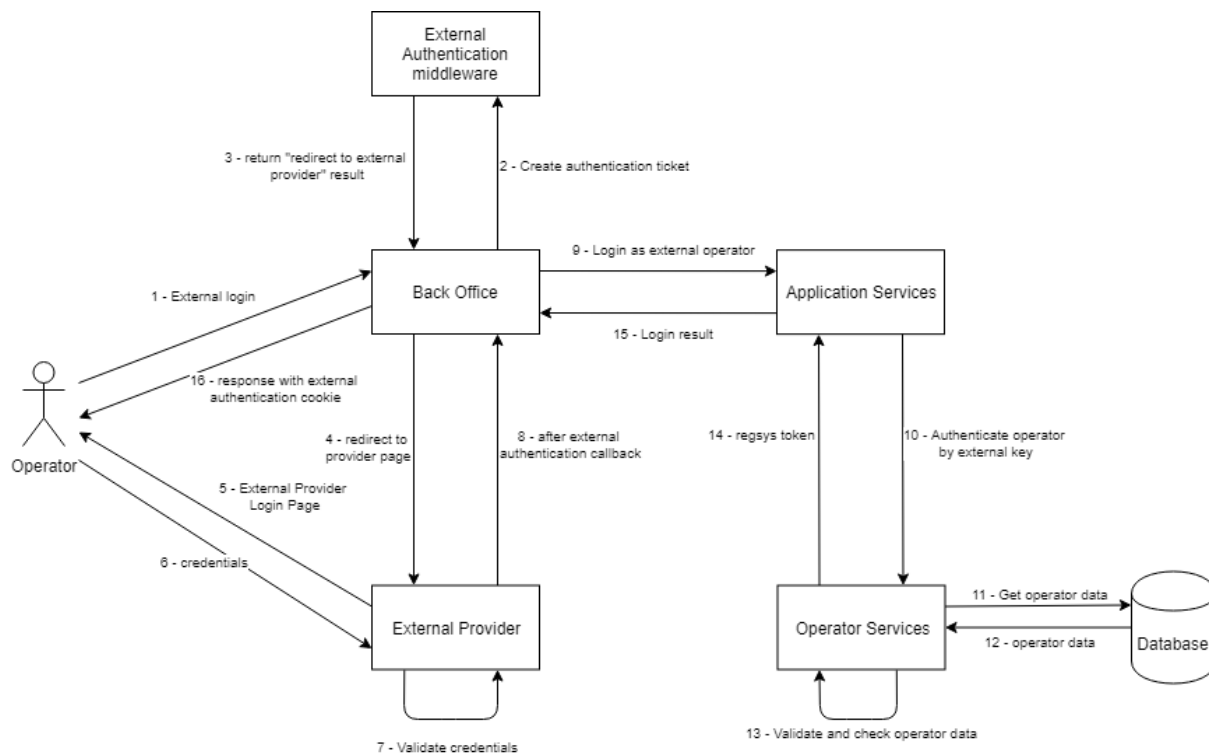 External
Authentication
middleware
3 - return "redirect to external
provider" result
2 - Create authentication ticket
9 - Login as external operator
1 - External login
Back Office
Application Services
15 - Login result
16 - response with external
authentication cookie
4 - redirect to
provider page
8 - after external
authentication callback
14 - regsys token
10 - Authenticate operator
by external key
Operator
5 - External Provider
Login Page
6 - credentials
11 - Get operator data
External Provider
Operator Services
12 - operator data
Database
7 - Validate credentials
13 - Validate and check operator data